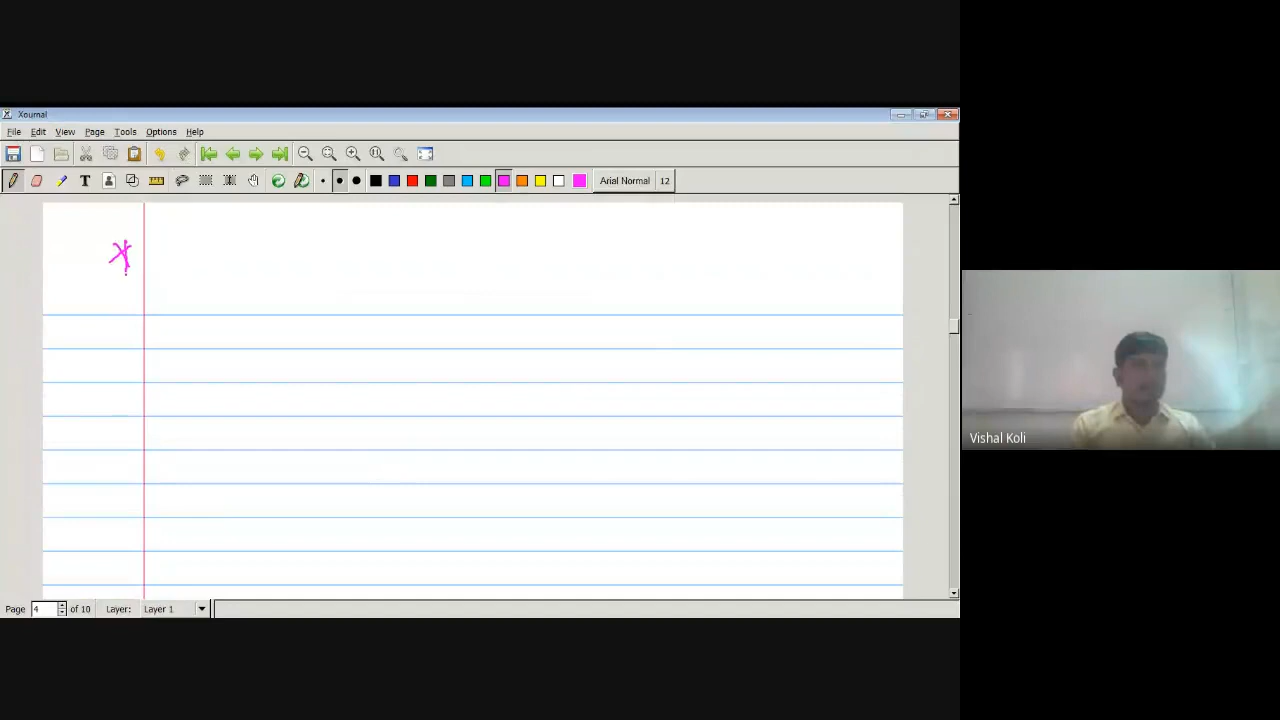 Xournal
File Edit View Page Tools Options Help
Arial Normal 12
Vishal Koli
Page 4 of 10 Layer: Layer 1